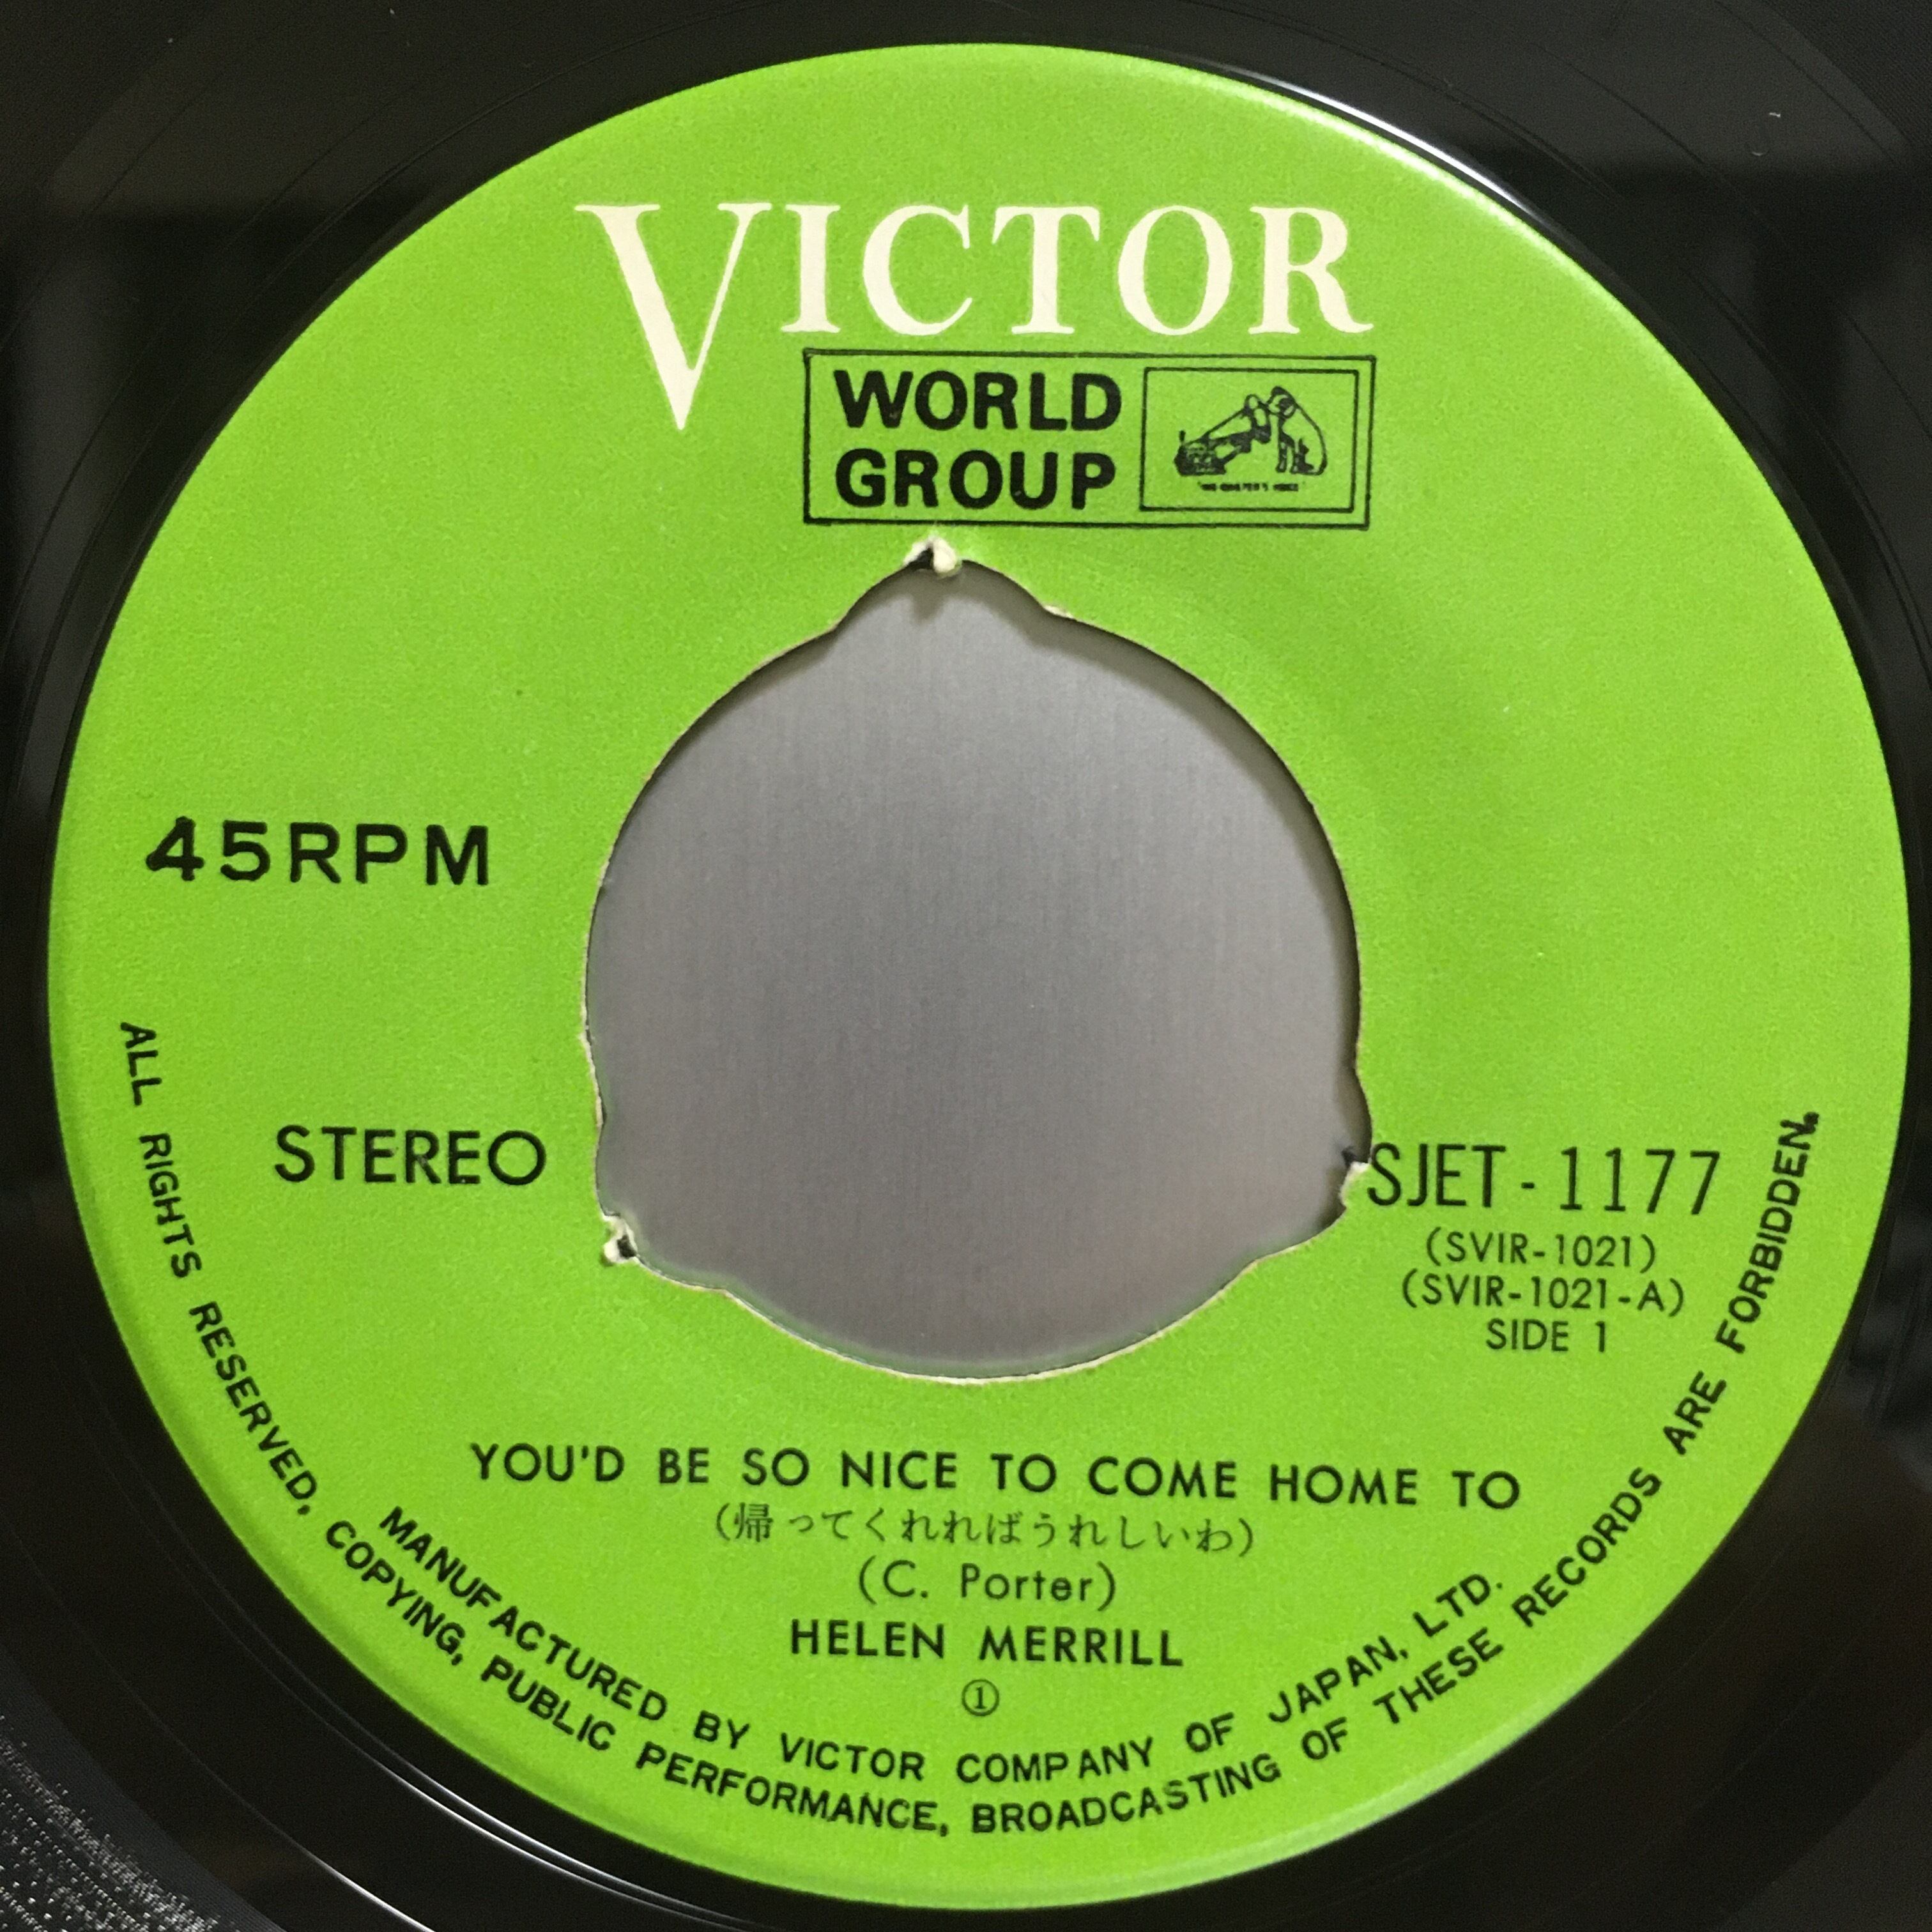 VICTOR
WORLD
GROUP
45RPM
STEREO
SJET-1177
(SVIR-1021)
(SVIR-1021-A)
SIDE 1
YOU'D BE SO NICE TO COME HOME TO
(帰ってくれればうれしいわ)
(C. Porter)
HELEN MERRILL
①
MANUFACTURED BY VICTOR COMPANY OF JAPAN, LTD.
ALL RIGHTS RESERVED, COPYING, PUBLIC PERFORMANCE, BROADCASTING OF THESE RECORDS ARE FORBIDDEN.